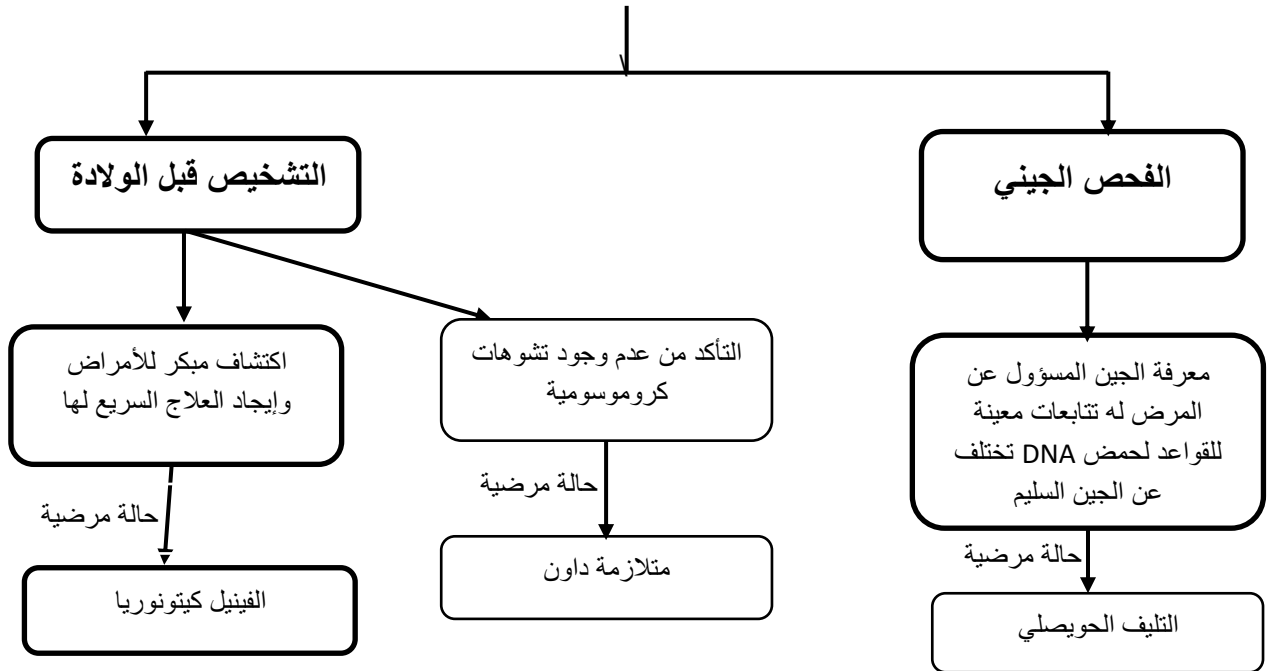 الفحص الجيني
التشخيص قبل الولادة
معرفة الجين المسؤول عن
المرض له تتابعات معينة
للقواعد لحمض DNA تختلف
عن الجين السليم
التأكد من عدم وجود تشوهات
كروموسومية
اكتشاف مبكر للأمراض
وإيجاد العلاج السريع لها
حالة مرضية
حالة مرضية
حالة مرضية
التليف الحويصلي
متلازمة داون
الفينيل كيتونوريا